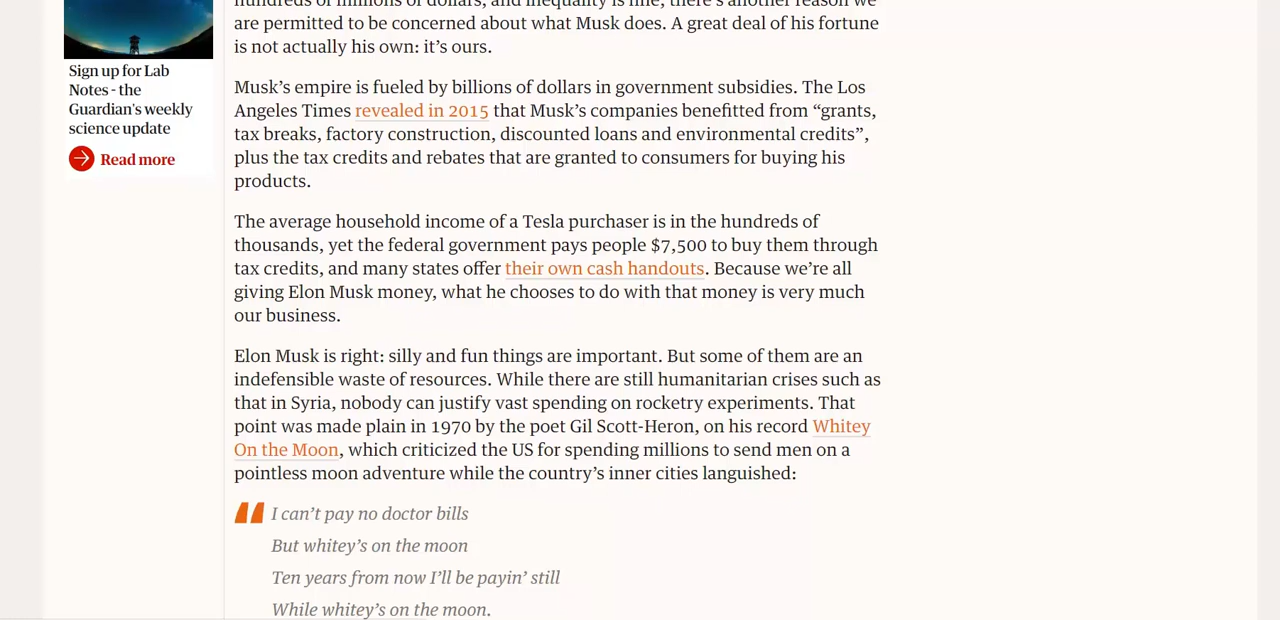 hundreds of millions of dollars, and inequality is fine, there’s another reason we
are permitted to be concerned about what Musk does. A great deal of his fortune
is not actually his own: it’s ours.
Sign up for Lab
Notes - the
Guardian’s weekly
science update
Read more
Musk’s empire is fueled by billions of dollars in government subsidies. The Los
Angeles Times revealed in 2015 that Musk’s companies benefitted from “grants,
tax breaks, factory construction, discounted loans and environmental credits”,
plus the tax credits and rebates that are granted to consumers for buying his
products.
The average household income of a Tesla purchaser is in the hundreds of
thousands, yet the federal government pays people $7,500 to buy them through
tax credits, and many states offer their own cash handouts. Because we’re all
giving Elon Musk money, what he chooses to do with that money is very much
our business.
Elon Musk is right: silly and fun things are important. But some of them are an
indefensible waste of resources. While there are still humanitarian crises such as
that in Syria, nobody can justify vast spending on rocketry experiments. That
point was made plain in 1970 by the poet Gil Scott-Heron, on his record Whitey
On the Moon, which criticized the US for spending millions to send men on a
pointless moon adventure while the country’s inner cities languished:
I can’t pay no doctor bills
But whitey’s on the moon
Ten years from now I’ll be payin’ still
While whitey’s on the moon.